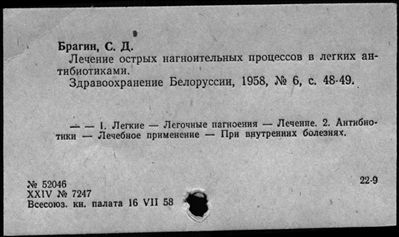 Брагин, С. Д.
Лечение острых нагноительных процессов в легких ан-
тибиотиками.
Здравоохранение Белоруссии, 1958, № 6, с. 48-49.
— — 1. Легкие — Легочные нагноения — Лечение. 2. Антибио-
тики — Лечебное применение — При внутренних болезнях.
№ 52046
22-9
XXIV № 7247
Всесоюз. кн. палата 16 VII 58